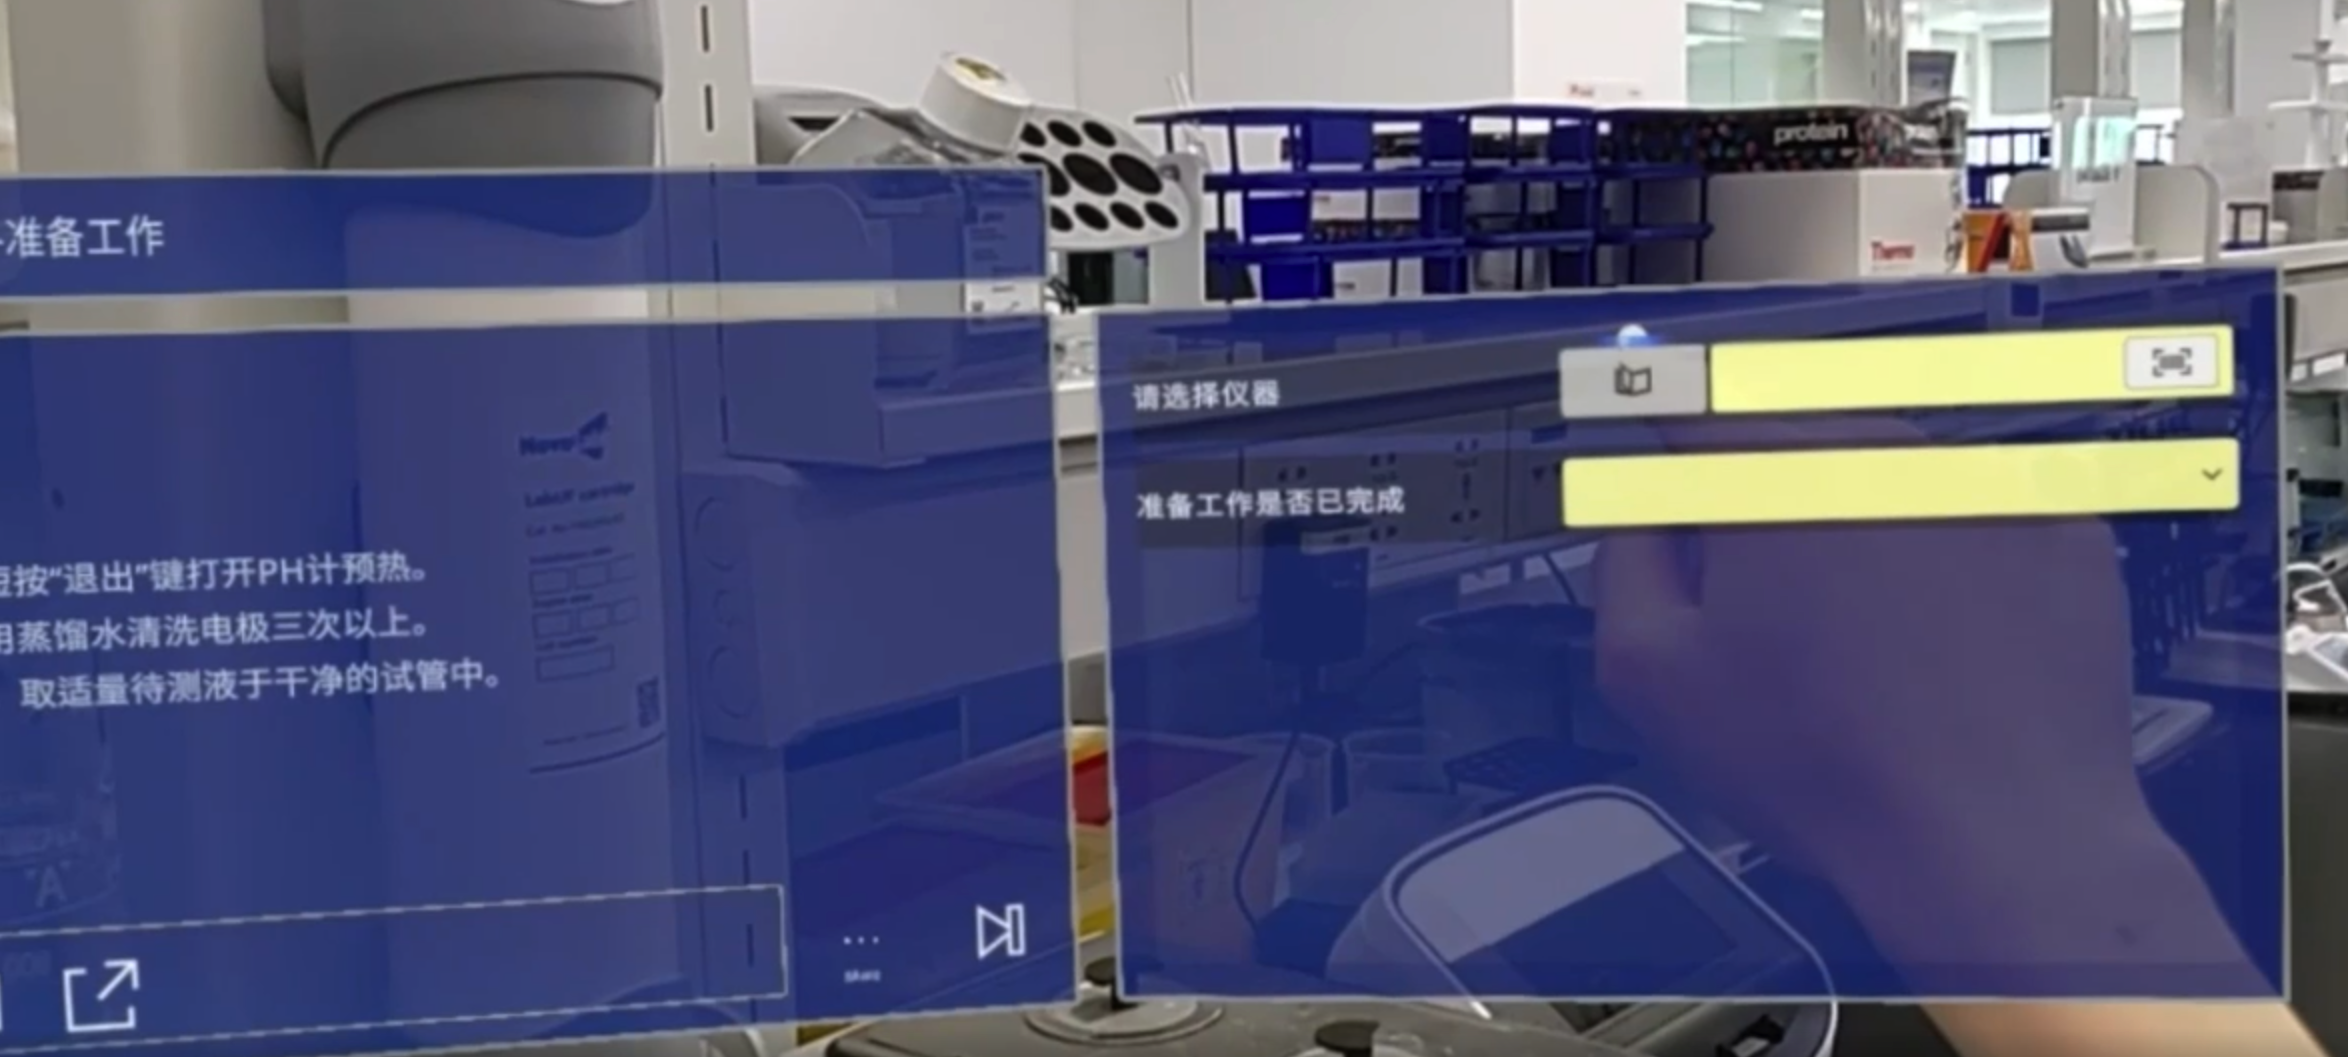 准备工作
按“退出”键打开PH计预热。
用蒸馏水清洗电极三次以上。
取适量待测液于干净的试管中。
More
请选择仪器
准备工作是否已完成
protein
Thermo
Novo
A